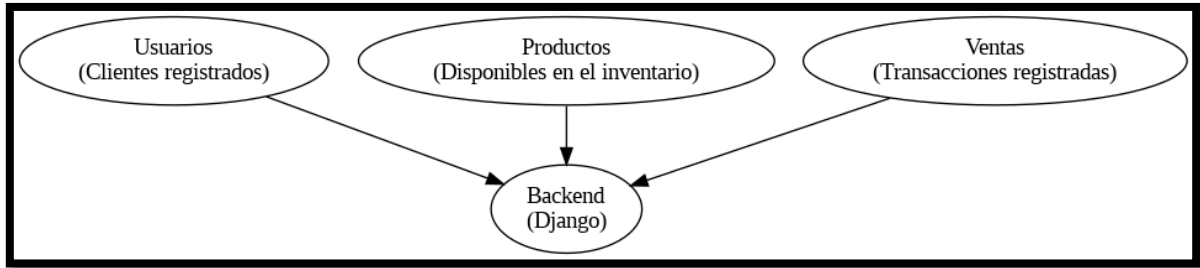 Usuarios
(Clientes registrados)
Productos
(Disponibles en el inventario)
Ventas
(Transacciones registradas)
Backend
(Django)